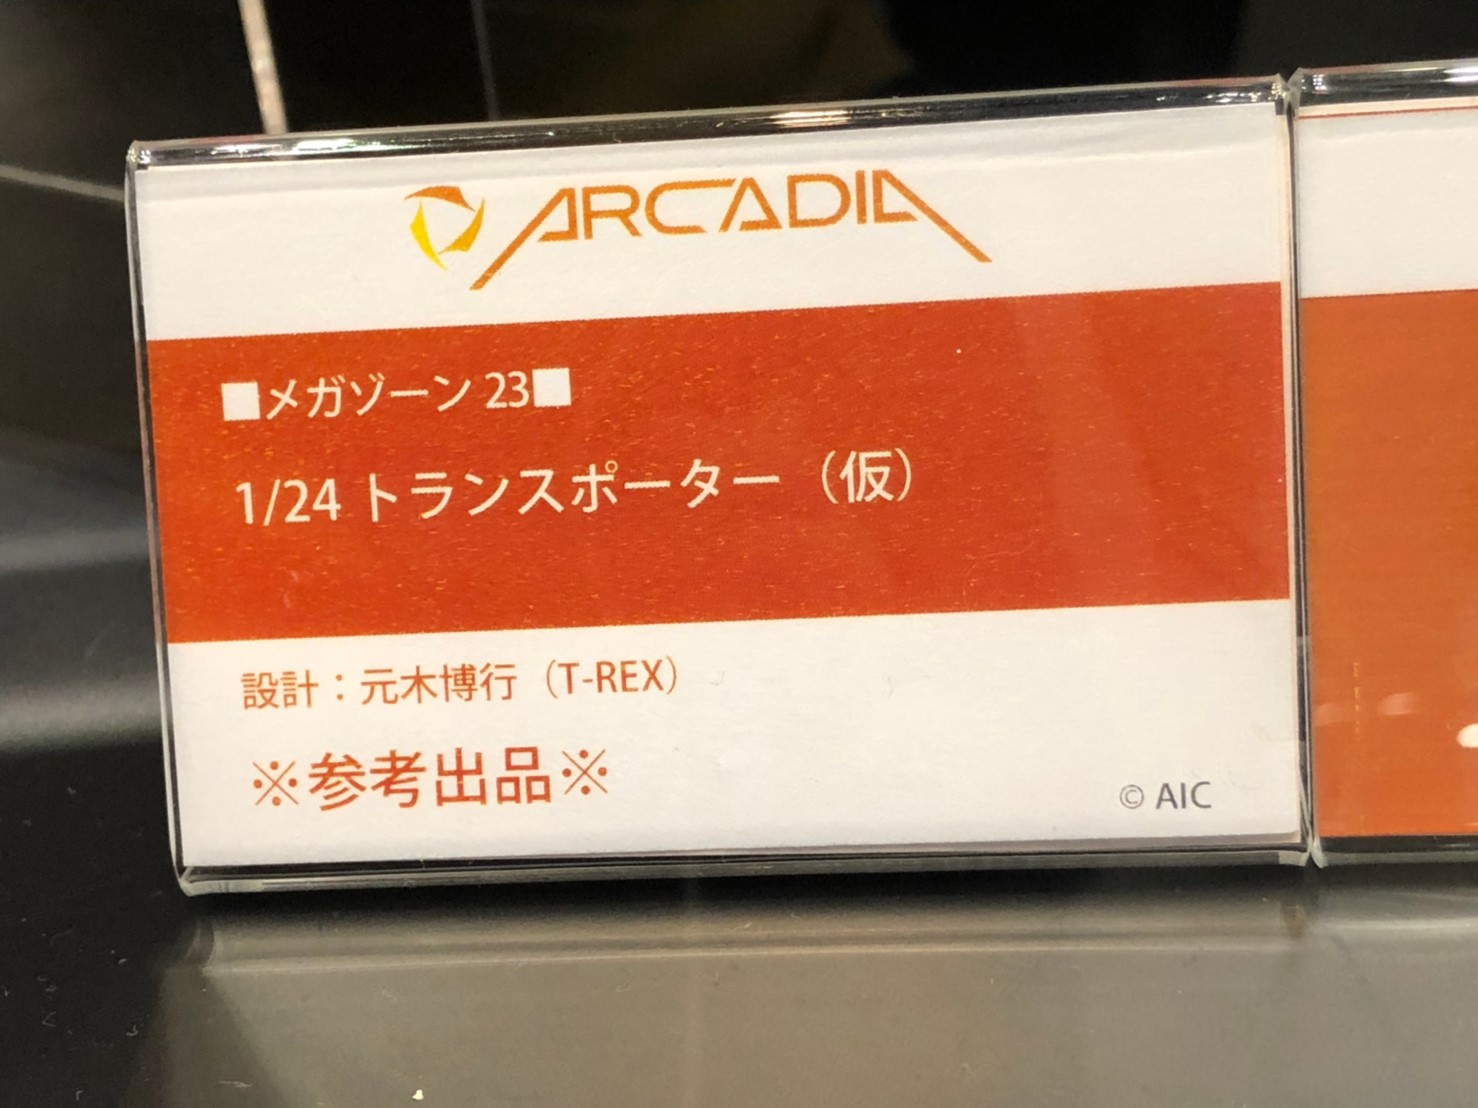 ARCADIA
■メガゾーン 23■
1/24 トランスポーター（仮）
設計：元木博行（T-REX）
※参考出品※
© AIC